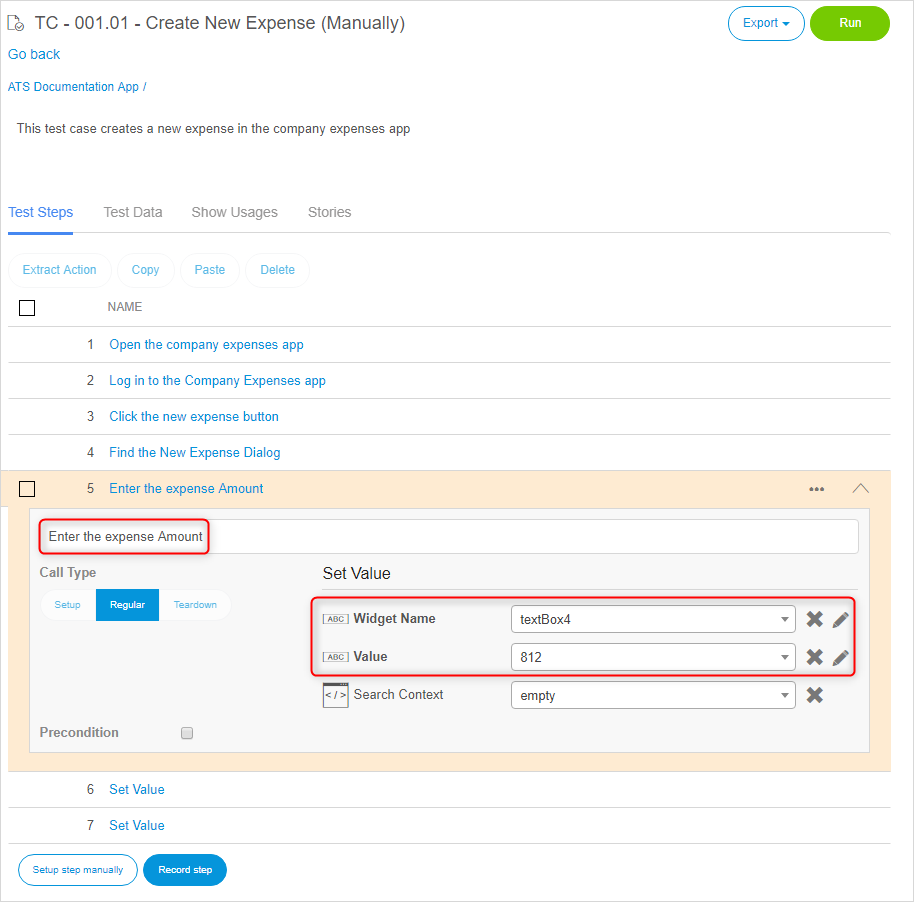 TC - 001.01 - Create New Expense (Manually)
Export
Run
Go back
ATS Documentation App /
This test case creates a new expense in the company expenses app
Test Steps Test Data Show Usages Stories
Extract Action Copy Paste Delete
NAME
1 Open the company expenses app
2 Log in to the Company Expenses app
3 Click the new expense button
4 Find the New Expense Dialog
5 Enter the expense Amount
Enter the expense Amount
Call Type
Setup Regular Teardown
Set Value
ABC Widget Name textBox4
ABC Value 812
</> Search Context empty
Precondition
6 Set Value
7 Set Value
Setup step manually Record step